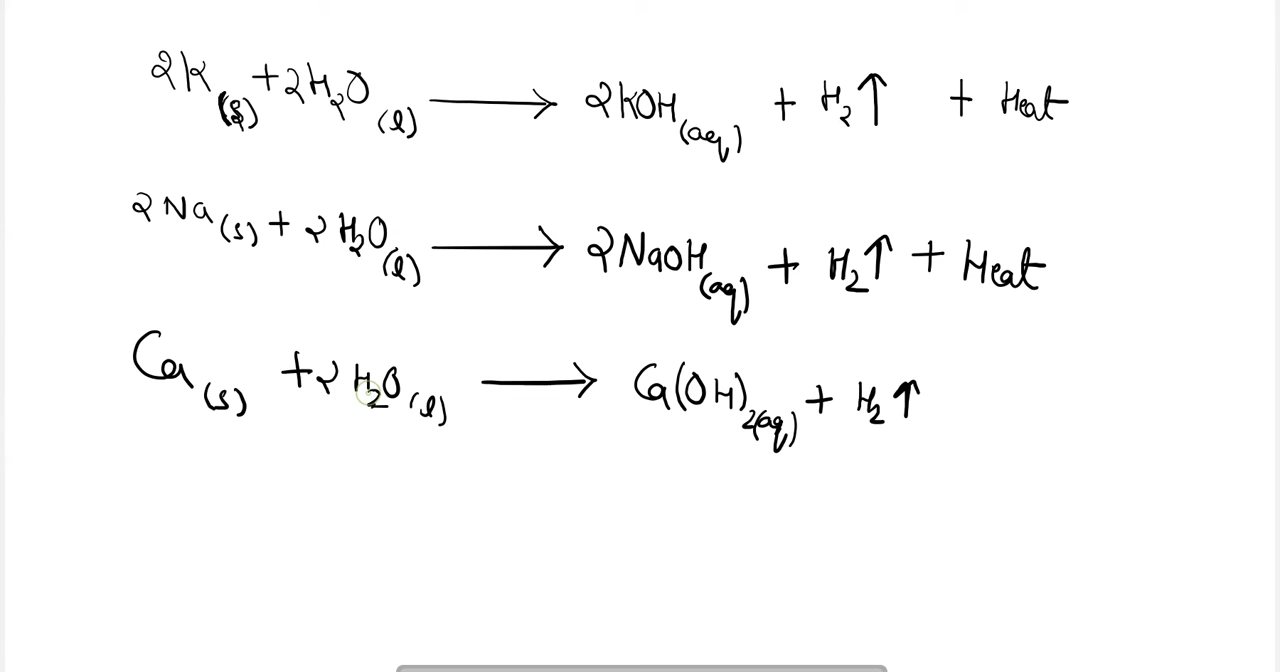 2K(s) + 2H₂O(l) ⟶ 2KOH(aq) + H₂↑ + Heat
2Na(s) + 2H₂O(l) ⟶ 2NaOH(aq) + H₂↑ + Heat
Ca(s) + 2H₂O(l) ⟶ Ca(OH)₂(aq) + H₂↑